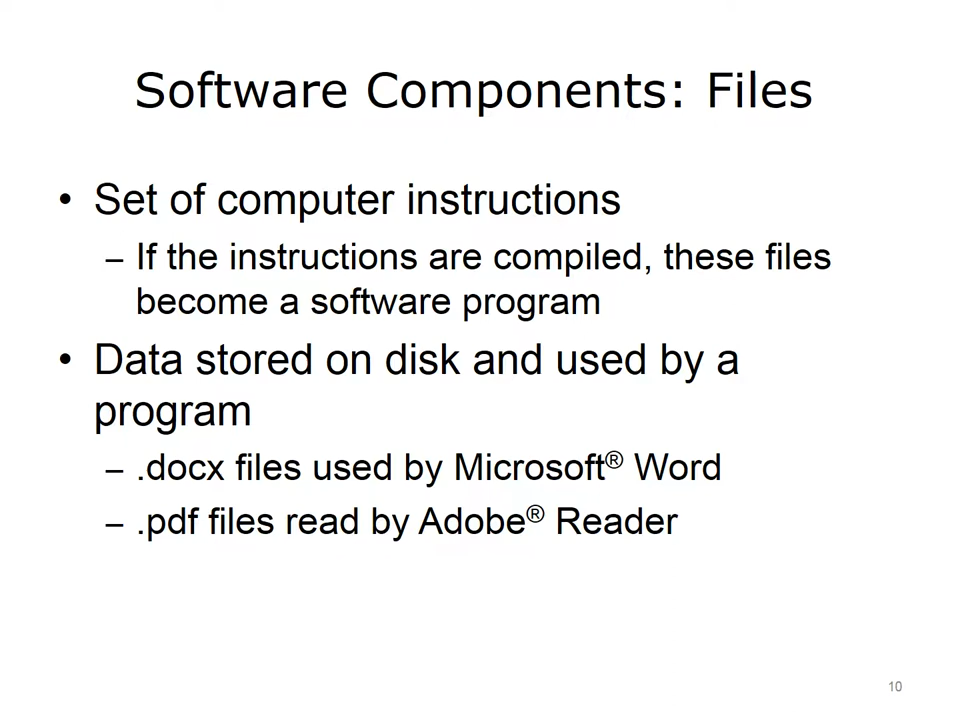 Software Components: Files
• Set of computer instructions
– If the instructions are compiled, these files
become a software program
• Data stored on disk and used by a
program
– .docx files used by Microsoft® Word
– .pdf files read by Adobe® Reader
10